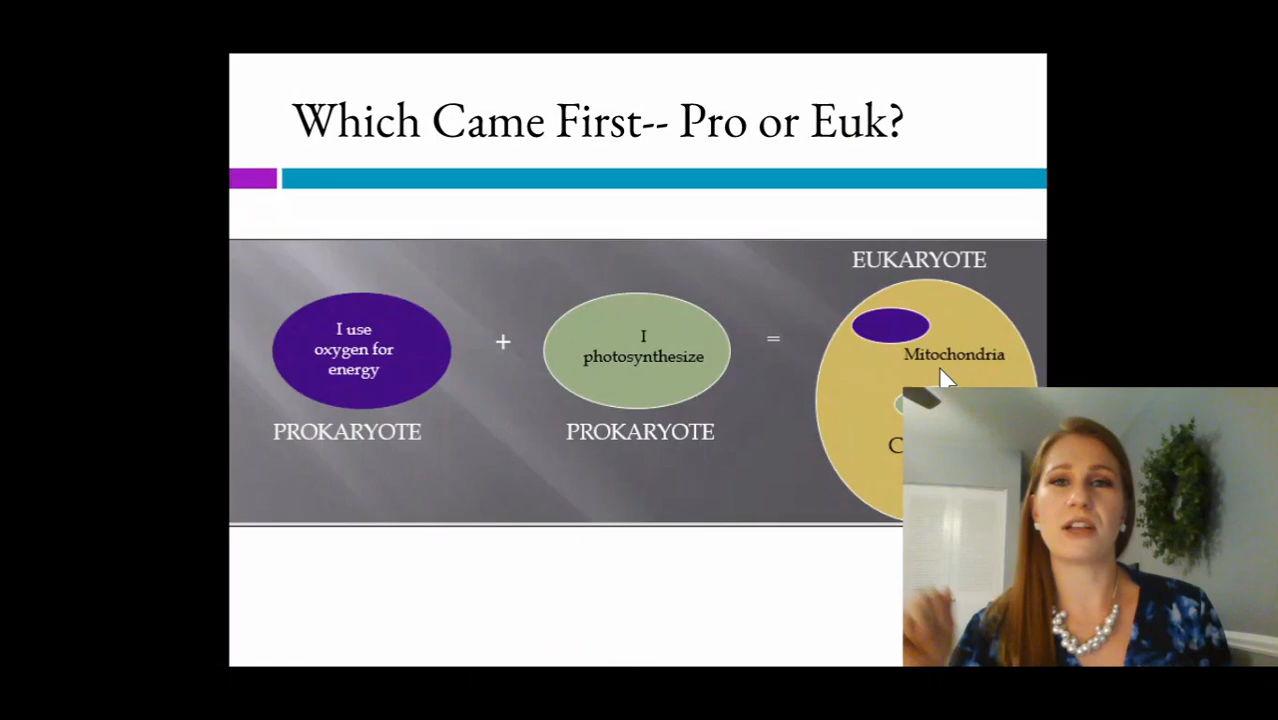 Which Came First-- Pro or Euk?
EUKARYOTE
I use
oxygen for
energy
+
I
photosynthesize
=
Mitochondria
PROKARYOTE
PROKARYOTE